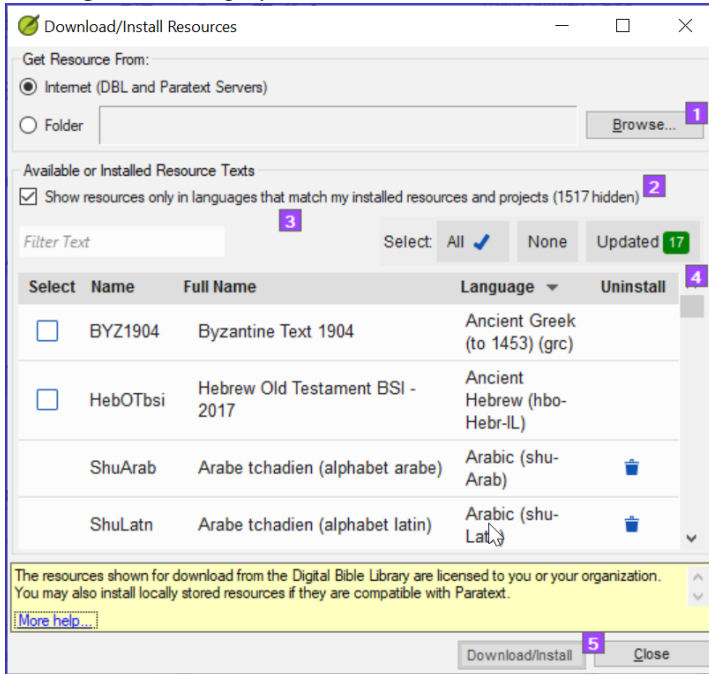 Download/Install Resources
Get Resource From:
Internet (DBL and Paratext Servers)
Folder
Browse...
1
Available or Installed Resource Texts
Show resources only in languages that match my installed resources and projects (1517 hidden)
2
3
Filter Text
Select: All None Updated 17
Select Name Full Name Language Uninstall
4
BYZ1904 Byzantine Text 1904 Ancient Greek
(to 1453) (grc)
HebOTbsi Hebrew Old Testament BSI -
2017
Ancient
Hebrew (hbo-
Hebr-IL)
ShuArab Arabe tchadien (alphabet arabe) Arabic (shu-
Arab)
ShuLatn Arabe tchadien (alphabet latin) Arabic (shu-
The resources shown for download from the Digital Bible Library are licensed to you or your organization.
You may also install locally stored resources if they are compatible with Paratext.
More help...
Download/Install
5
Close